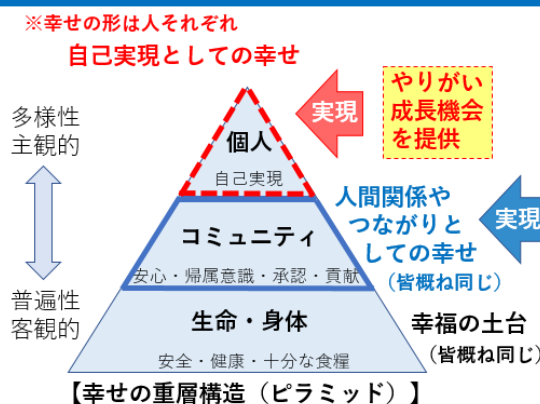 ※幸せの形は人それぞれ
自己実現としての幸せ
多様性
主観的
普遍性
客観的
個人
自己実現
コミュニティ
安心・帰属意識・承認・貢献
生命・身体
安全・健康・十分な食糧
実現
やりがい
成長機会
を提供
人間関係や
つながりと
しての幸せ
(皆概ね同じ)
実現
幸福の土台
(皆概ね同じ)
【幸せの重層構造（ピラミッド）】